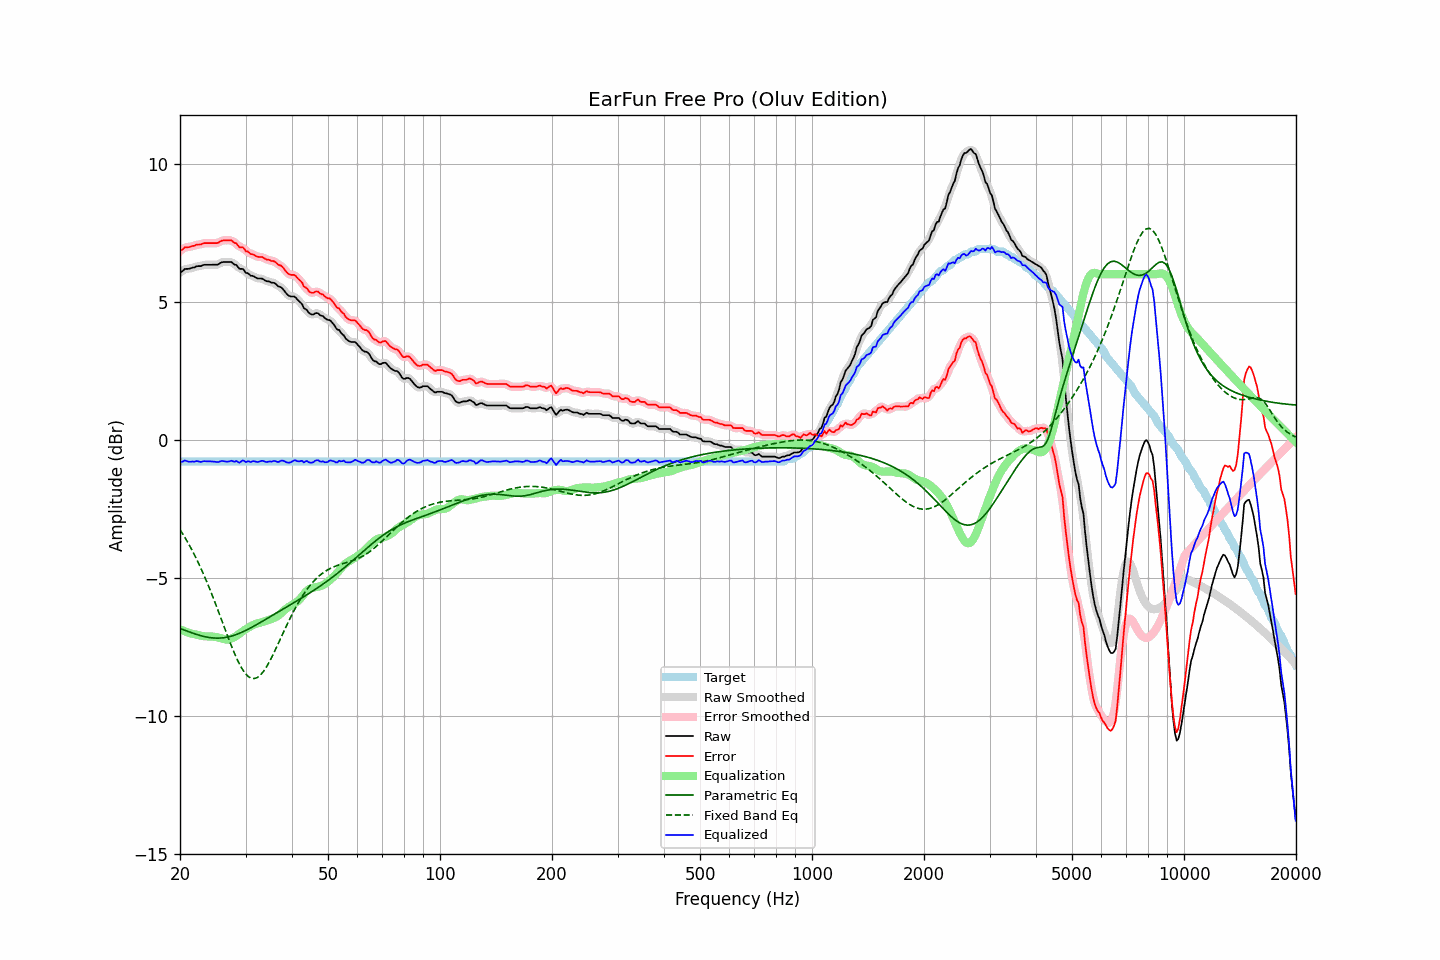 EarFun Free Pro (Oluv Edition)
10
5
0
−5
−10
−15
Amplitude (dBr)
Target
Raw Smoothed
Error Smoothed
Raw
Error
Equalization
Parametric Eq
Fixed Band Eq
Equalized
20 50 100 200 500 1000 2000 5000 10000 20000
Frequency (Hz)